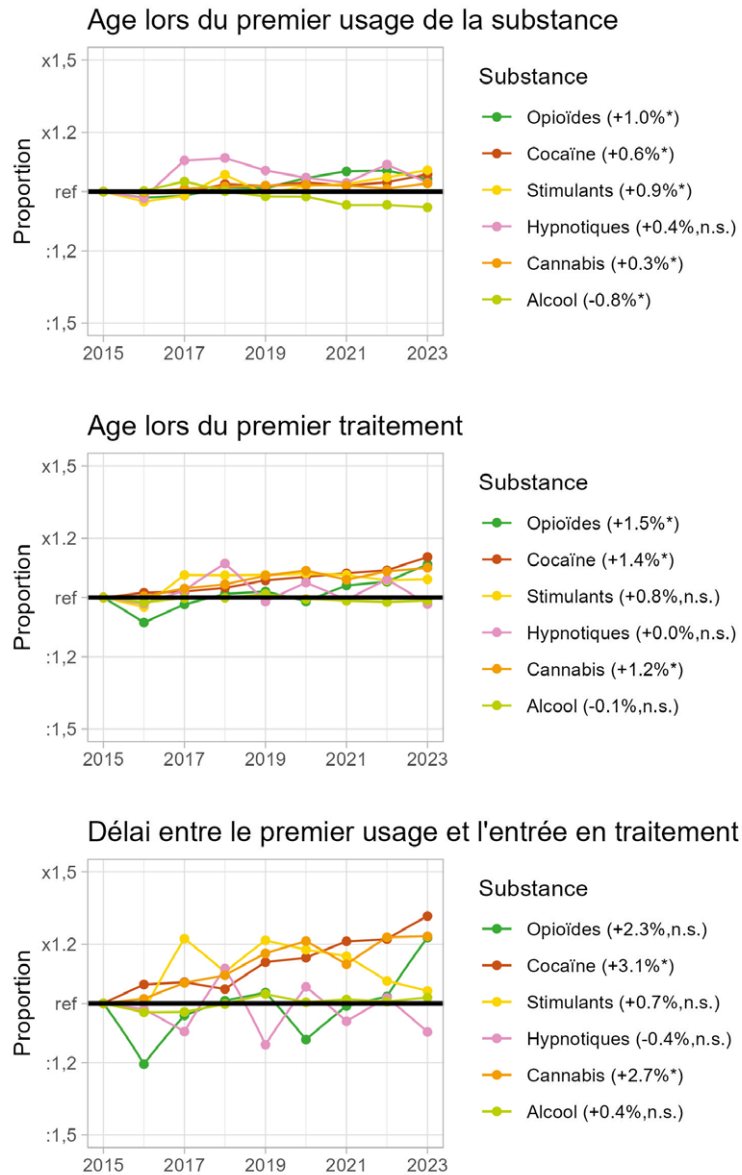 Age lors du premier usage de la substance
x1,5
x1.2
ref
:1,2
:1,5
Proportion
2015 2017 2019 2021 2023
Substance
Opioïdes (+1.0%*)
Cocaïne (+0.6%*)
Stimulants (+0.9%*)
Hypnotiques (+0.4%,n.s.)
Cannabis (+0.3%*)
Alcool (-0.8%*)
Age lors du premier traitement
x1,5
x1.2
ref
:1,2
:1,5
Proportion
2015 2017 2019 2021 2023
Substance
Opioïdes (+1.5%*)
Cocaïne (+1.4%*)
Stimulants (+0.8%,n.s.)
Hypnotiques (+0.0%,n.s.)
Cannabis (+1.2%*)
Alcool (-0.1%,n.s.)
Délai entre le premier usage et l'entrée en traitement
x1,5
x1.2
ref
:1,2
:1,5
Proportion
2015 2017 2019 2021 2023
Substance
Opioïdes (+2.3%,n.s.)
Cocaïne (+3.1%*)
Stimulants (+0.7%,n.s.)
Hypnotiques (-0.4%,n.s.)
Cannabis (+2.7%*)
Alcool (+0.4%,n.s.)